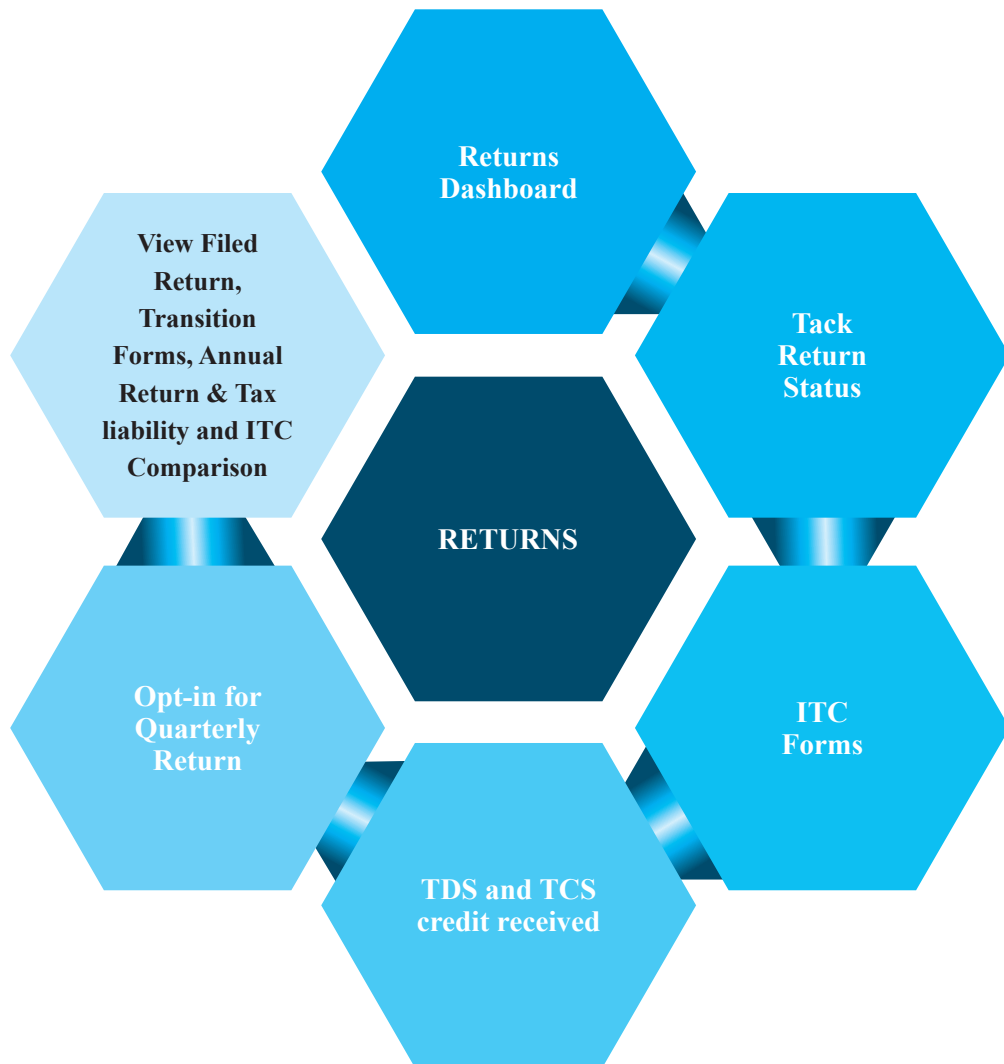 Returns
Dashboard
Tack
Return
Status
ITC
Forms
TDS and TCS
credit received
Opt-in for
Quarterly
Return
View Filed
Return,
Transition
Forms, Annual
Return & Tax
liability and ITC
Comparison
RETURNS